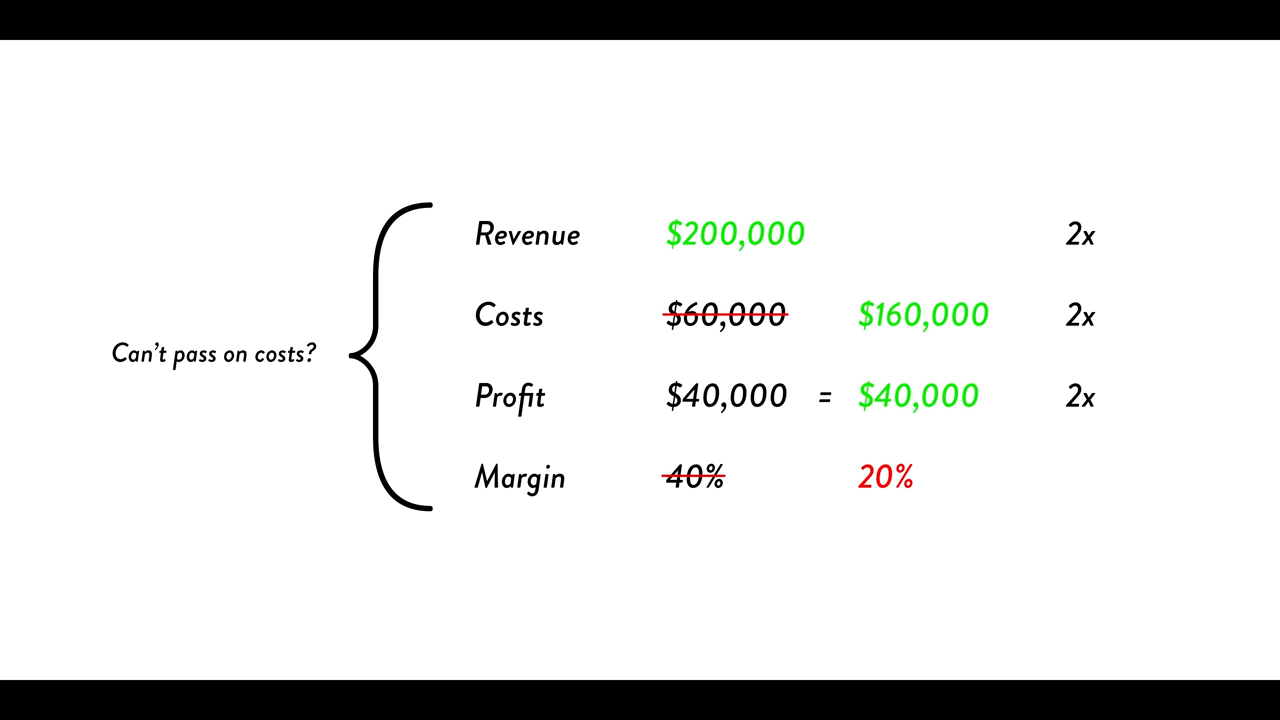 Can't pass on costs?
Revenue $200,000 2x
Costs $60,000 $160,000 2x
Profit $40,000 = $40,000 2x
Margin 40% 20%